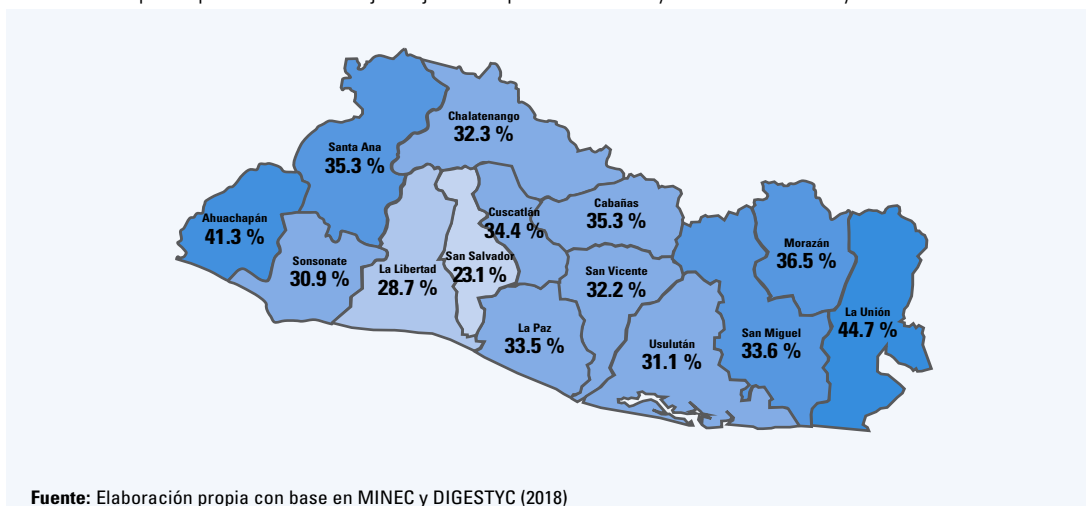 Chalatenango
32.3 %
Santa Ana
35.3 %
Ahuachapán
41.3 %
Sonsonate
30.9 %
La Libertad
28.7 %
San Salvador
23.1 %
Cuscatlán
34.4 %
Cabañas
35.3 %
San Vicente
32.2 %
La Paz
33.5 %
Usulután
31.1 %
San Miguel
33.6 %
Morazán
36.5 %
La Unión
44.7 %
Fuente: Elaboración propia con base en MINEC y DIGESTYC (2018)